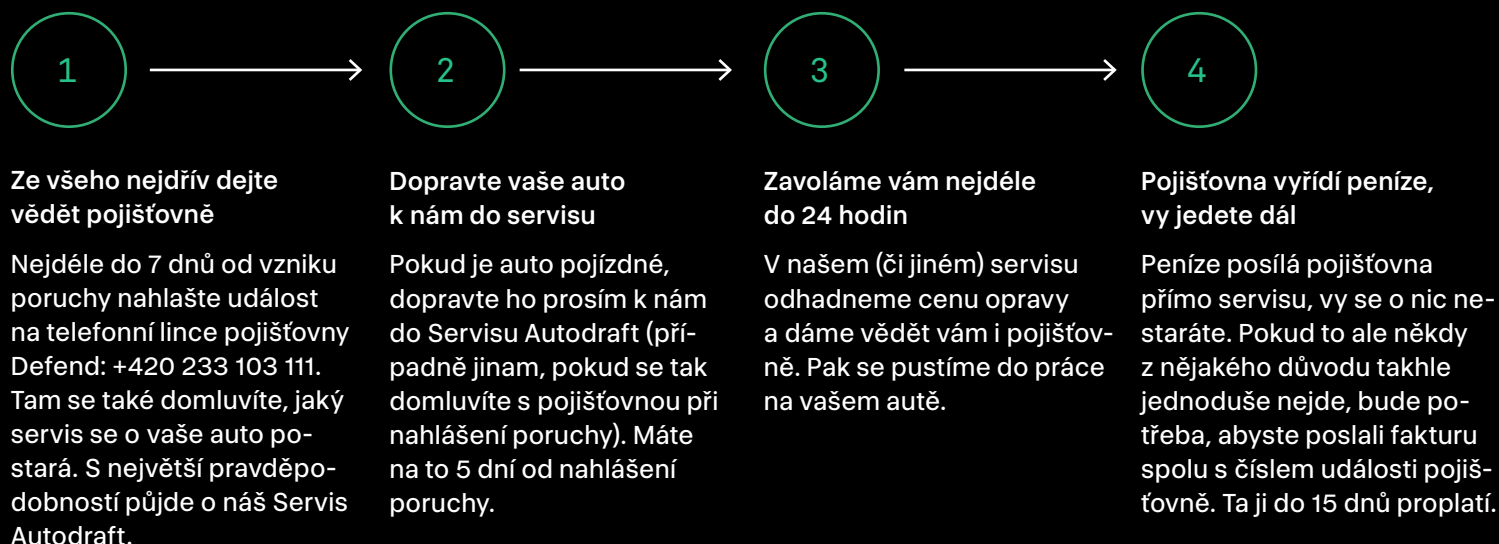 1
2
3
4
Ze všeho nejdřív dejte
vědět pojišťovně
Nejdéle do 7 dnů od vzniku
poruchy nahlašte událost
na telefonní lince pojišťovny
Defend: +420 233 103 111.
Tam se také domluvíte, jaký
servis se o vaše auto po-
stará. S největší pravděpo-
dobností půjde o náš Servis
Autodraft.
Dopravte vaše auto
k nám do servisu
Pokud je auto pojízdné,
dopravte ho prosím k nám
do Servisu Autodraft (pří-
padně jinam, pokud se tak
domluvíte s pojišťovnou při
nahlášení poruchy). Máte
na to 5 dní od nahlášení
poruchy.
Zavoláme vám nejdéle
do 24 hodin
V našem (či jiném) servisu
odhadneme cenu opravy
a dáme vědět vám i pojišťov-
ně. Pak se pustíme do práce
na vašem autě.
Pojišťovna vyřídí peníze,
vy jedete dál
Peníze posílá pojišťovna
přímo servisu, vy se o nic ne-
staráte. Pokud to ale někdy
z nějakého důvodu takhle
jednoduše nejde, bude po-
třeba, abyste poslali fakturu
spolu s číslem události pojiš-
ťovně. Ta ji do 15 dnů proplatí.